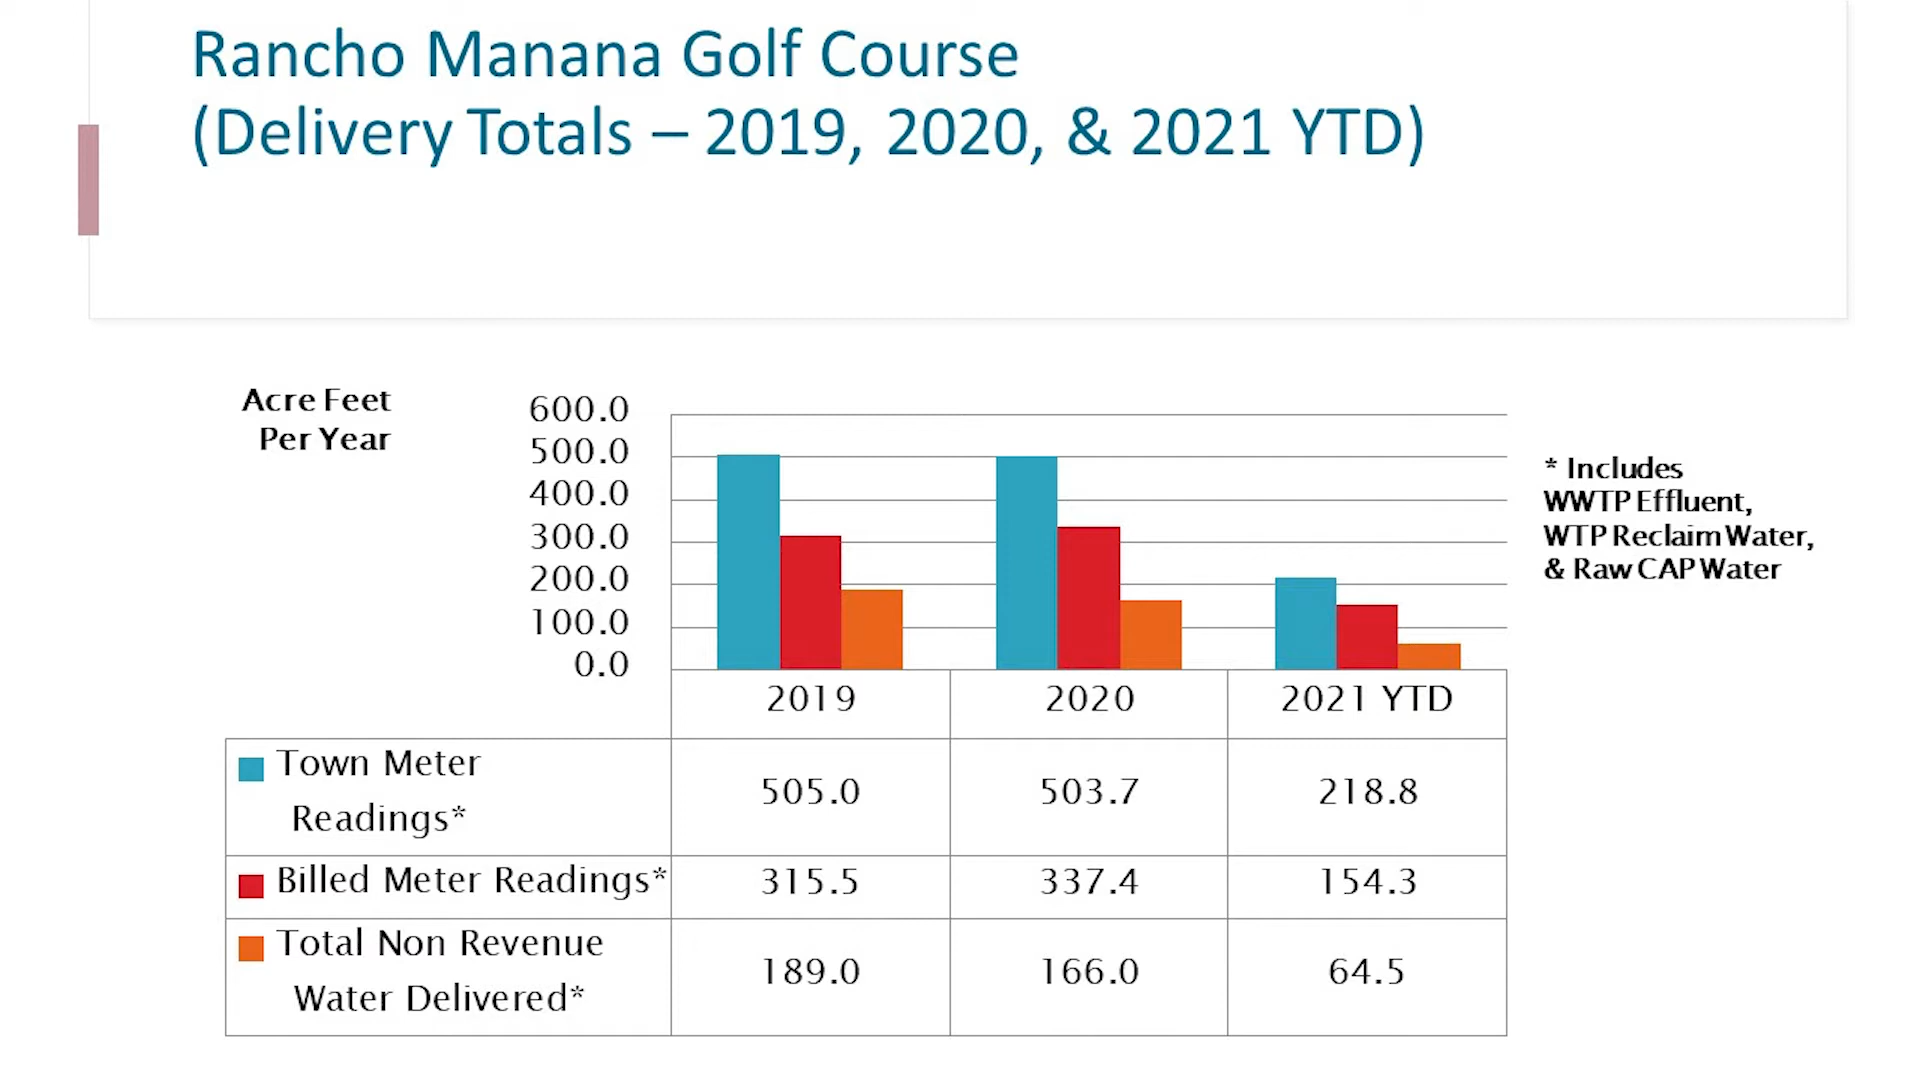 Rancho Manana Golf Course
(Delivery Totals – 2019, 2020, & 2021 YTD)
Acre Feet
Per Year
600.0
500.0
400.0
300.0
200.0
100.0
0.0
* Includes
WWTP Effluent,
WTP Reclaim Water,
& Raw CAP Water
2019 2020 2021 YTD
Town Meter
Readings* 505.0 503.7 218.8
Billed Meter Readings* 315.5 337.4 154.3
Total Non Revenue
Water Delivered* 189.0 166.0 64.5